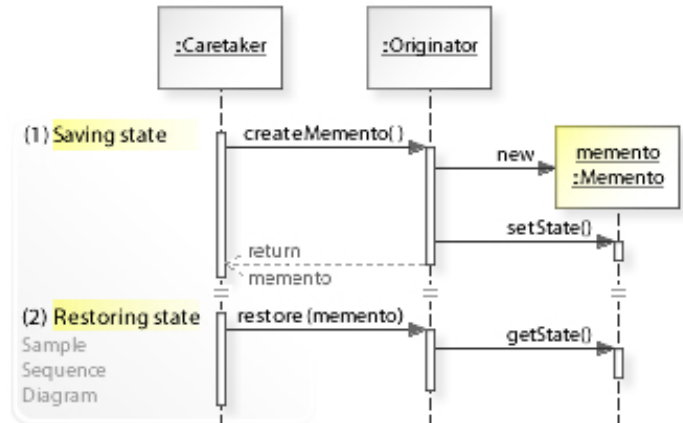 :Caretaker
:Originator
(1) Saving state
createMemento()
new
memento
:Memento
setState()
return
memento
(2) Restoring state
restore(memento)
getState()
Sample
Sequence
Diagram